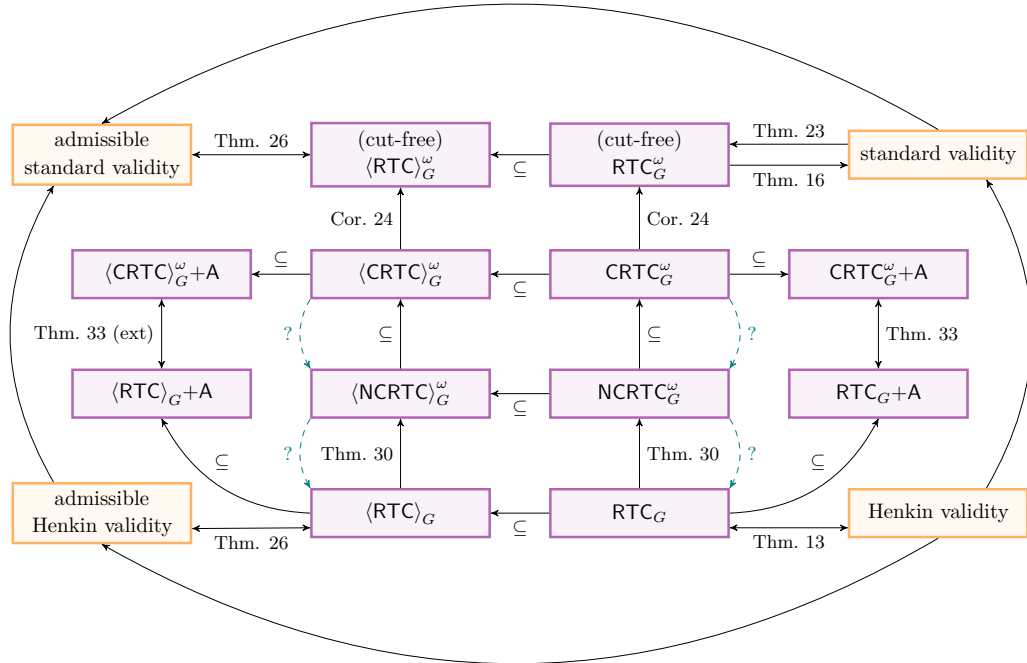 admissible
standard validity
Thm. 26
(cut-free)
⟨RTC⟩^ω_G
⊆
(cut-free)
RTC^ω_G
Thm. 23
Thm. 16
standard validity
Cor. 24
Cor. 24
⟨CRTC⟩^ω_G+A
⊆
⟨CRTC⟩^ω_G
⊆
CRTC^ω_G
⊆
CRTC^ω_G+A
Thm. 33 (ext)
?
⊆
⊆
?
Thm. 33
⟨RTC⟩_G+A
⟨NCRTC⟩^ω_G
⊆
NCRTC^ω_G
RTC_G+A
⊆
?
Thm. 30
Thm. 30
?
⊆
admissible
Henkin validity
Thm. 26
⟨RTC⟩_G
⊆
RTC_G
Thm. 13
Henkin validity